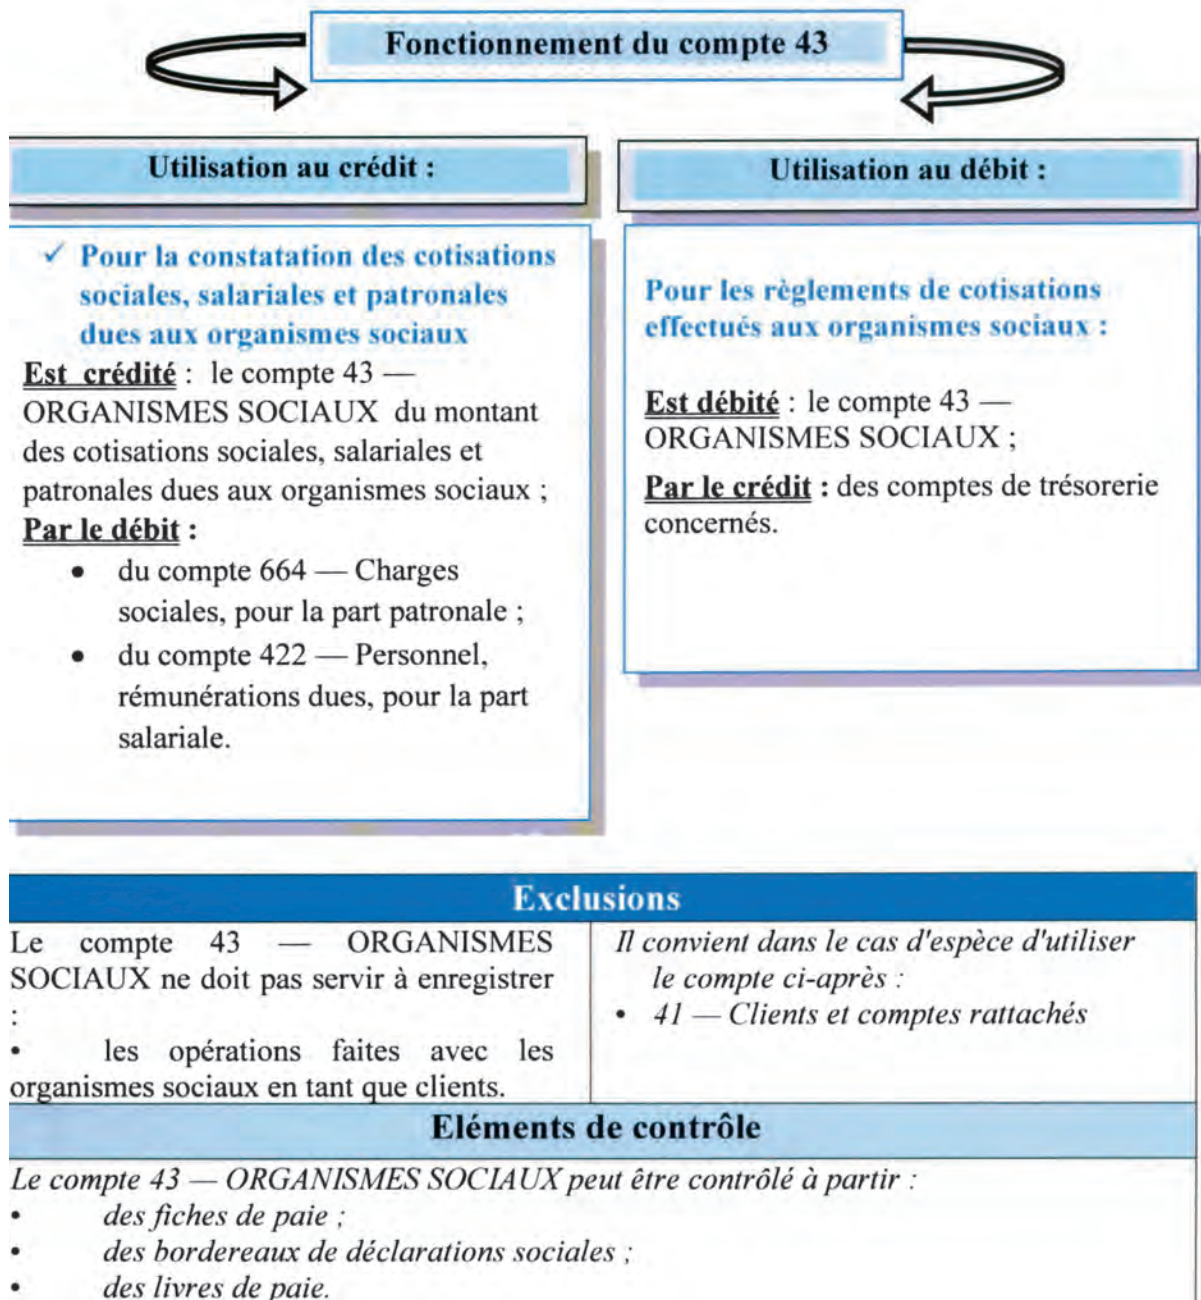 Fonctionnement du compte 43
Utilisation au crédit :
✓ Pour la constatation des cotisations
sociales, salariales et patronales
dues aux organismes sociaux
Est crédité : le compte 43 —
ORGANISMES SOCIAUX du montant
des cotisations sociales, salariales et
patronales dues aux organismes sociaux ;
Par le débit :
• du compte 664 — Charges
sociales, pour la part patronale ;
• du compte 422 — Personnel,
rémunérations dues, pour la part
salariale.
Utilisation au débit :
Pour les règlements de cotisations
effectués aux organismes sociaux :
Est débité : le compte 43 —
ORGANISMES SOCIAUX ;
Par le crédit : des comptes de trésorerie
concernés.
Exclusions
Le compte 43 — ORGANISMES
SOCIAUX ne doit pas servir à enregistrer
:
• les opérations faites avec les
organismes sociaux en tant que clients.
Il convient dans le cas d'espèce d'utiliser
le compte ci-après :
• 41 — Clients et comptes rattachés
Eléments de contrôle
Le compte 43 — ORGANISMES SOCIAUX peut être contrôlé à partir :
• des fiches de paie ;
• des bordereaux de déclarations sociales ;
• des livres de paie.